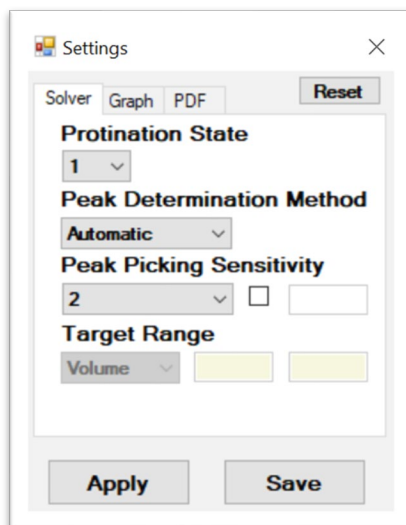 Settings
Solver Graph PDF Reset
Protination State
1
Peak Determination Method
Automatic
Peak Picking Sensitivity
2
Target Range
Volume
Apply Save